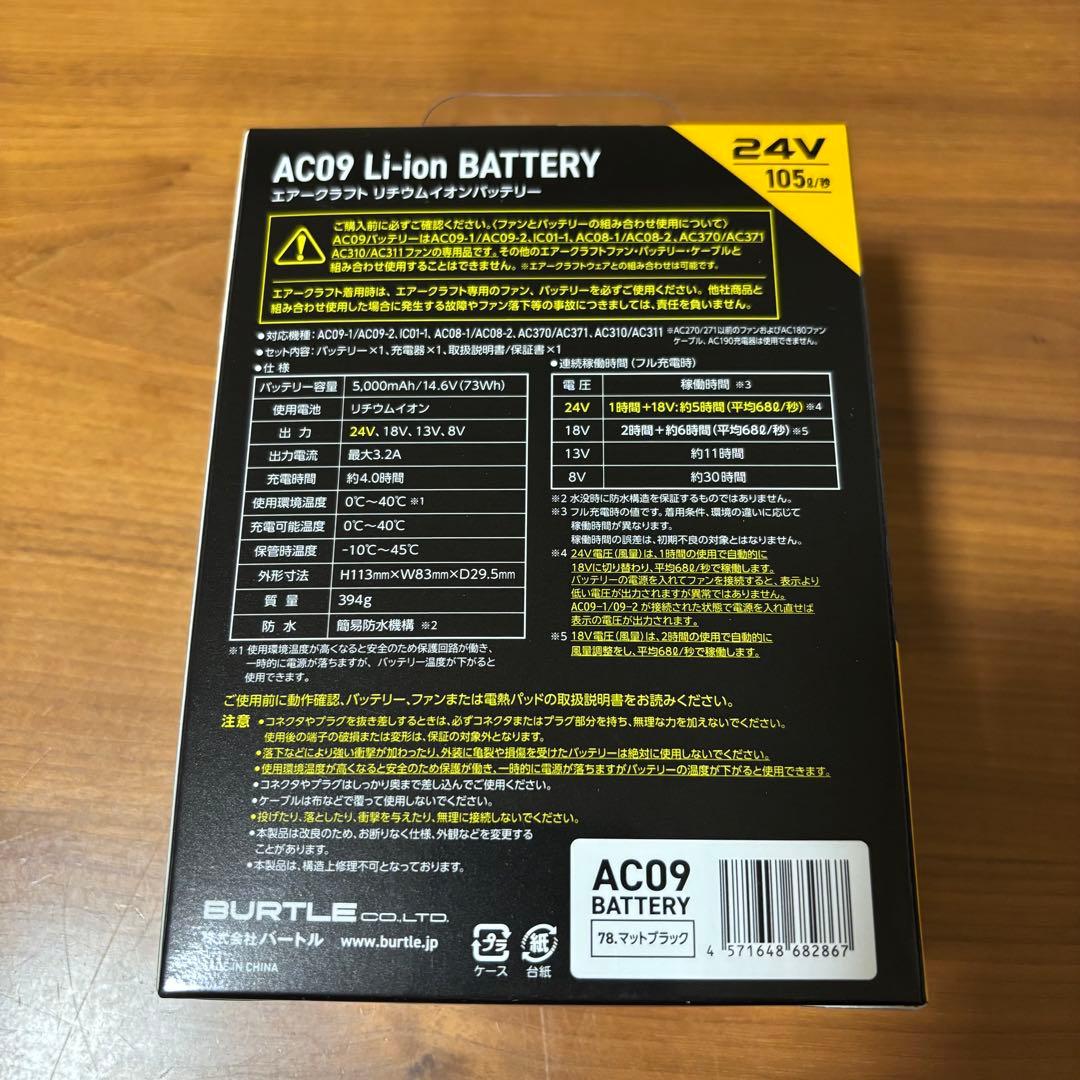 AC09 Li-ion BATTERY
エアークラフト リチウムイオンバッテリー
24V
105ℓ/秒
ご購入前に必ずご確認ください。〈ファンとバッテリーの組み合わせ使用について〉
AC09バッテリーはAC09-1/AC09-2、IC01-1、AC08-1/AC08-2、AC370/AC371
AC310/AC311ファンの専用品です。その他のエアークラフトファン・バッテリー・ケーブルと
組み合わせ使用することはできません。※エアークラフトウェアとの組み合わせは可能です。
エアークラフト着用時は、エアークラフト専用のファン、バッテリーを必ずご使用ください。他社商品と
組み合わせ使用した場合に発生する故障やファン落下等の事故につきましては、責任を負いません。
●対応機種：AC09-1/AC09-2、IC01-1、AC08-1/AC08-2、AC370/AC371、AC310/AC311 ※AC270/271以前のファンおよびAC180ファン
ケーブル、AC190充電器は使用できません。
●セット内容：バッテリー×1、充電器×1、取扱説明書/保証書×1
●仕 様
バッテリー容量 5,000mAh/14.6V(73Wh)
使用電池 リチウムイオン
出 力 24V、18V、13V、8V
出力電流 最大3.2A
充電時間 約4.0時間
使用環境温度 0℃～40℃ ※1
充電可能温度 0℃～40℃
保管時温度 -10℃～45℃
外形寸法 H113mm×W83mm×D29.5mm
質 量 394g
防 水 簡易防水機構 ※2
※1 使用環境温度が高くなると安全のため保護回路が働き、
一時的に電源が落ちますが、バッテリー温度が下がると
使用できます。
●連続稼働時間（フル充電時）
電 圧 稼働時間 ※3
24V 1時間＋18V：約5時間（平均68ℓ/秒）※4
18V 2時間＋約6時間（平均68ℓ/秒）※5
13V 約11時間
8V 約30時間
※2 水没時に防水構造を保証するものではありません。
※3 フル充電時の値です。着用条件、環境の違いに応じて
稼働時間が異なります。
稼働時間の誤差は、初期不良の対象とはなりません。
※4 24V電圧（風量）は、1時間の使用で自動的に
18Vに切り替わり、平均68ℓ/秒で稼働します。
バッテリーの電源を入れてファンを接続すると、表示より
低い電圧が出力されますが異常ではありません。
AC09-1/09-2 が接続された状態で電源を入れ直せば
表示の電圧が出力されます。
※5 18V電圧（風量）は、2時間の使用で自動的に
風量調整をし、平均68ℓ/秒で稼働します。
ご使用前に動作確認、バッテリー、ファンまたは電熱パッドの取扱説明書をお読みください。
注意 ●コネクタやプラグを抜き差しするときは、必ずコネクタまたはプラグ部分を持ち、無理な力を加えないでください。
使用後の端子の破損または変形は、保証の対象外となります。
●落下などにより強い衝撃が加わったり、外装に亀裂や損傷を受けたバッテリーは絶対に使用しないでください。
●使用環境温度が高くなると安全のため保護が働き、一時的に電源が落ちますがバッテリーの温度が下がると使用できます。
●コネクタやプラグはしっかり奥まで差し込んでご使用ください。
●ケーブルは布などで覆って使用しないでください。
●投げたり、落としたり、衝撃を与えたり、無理に接続しないでください。
●本製品は改良のため、お断りなく仕様、外観などを変更する
ことがあります。
●本製品は、構造上修理不可となっております。
BURTLE CO.,LTD.
株式会社 バートル www.burtle.jp
MADE IN CHINA
プラ
ケース
紙
台紙
AC09
BATTERY
78.マットブラック
4 571648 682867